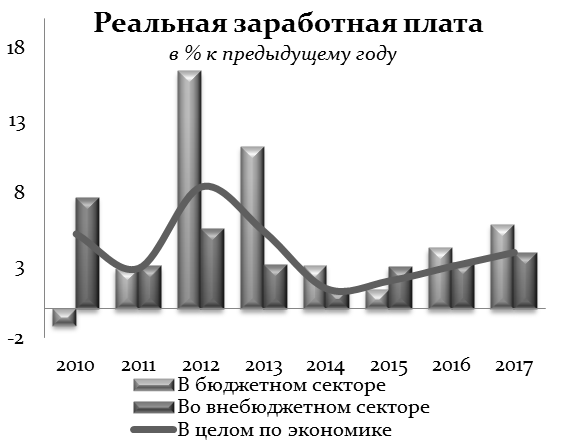 Реальная заработная плата
в % к предыдущему году
18
13
8
3
-2
2010 2011 2012 2013 2014 2015 2016 2017
В бюджетном секторе
Во внебюджетном секторе
В целом по экономике